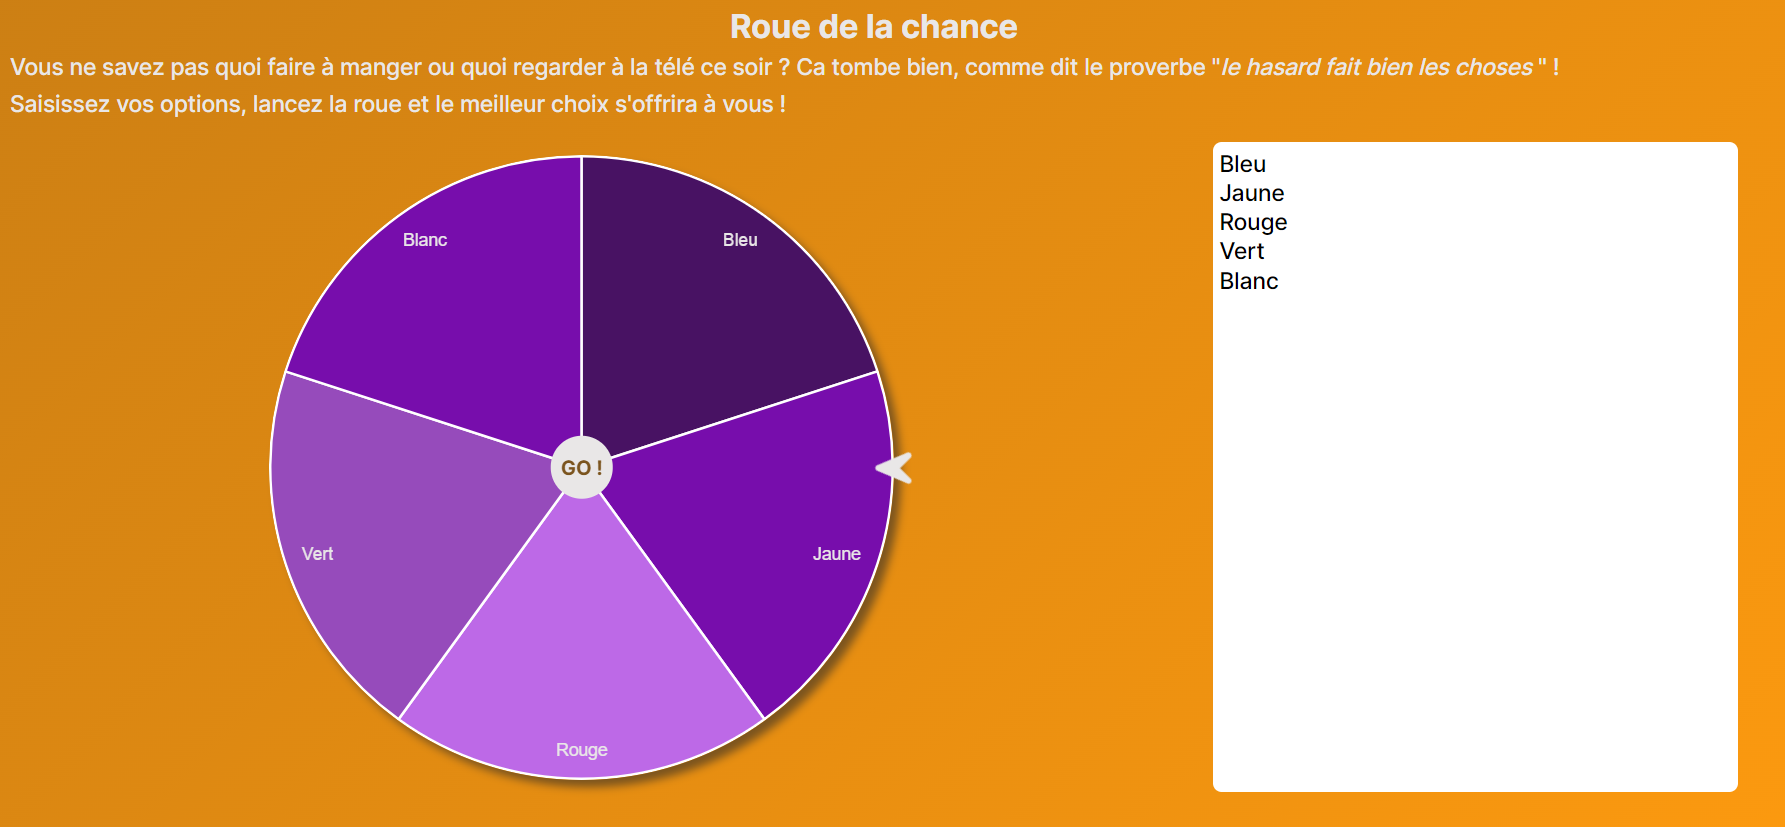 Roue de la chance
Vous ne savez pas quoi faire à manger ou quoi regarder à la télé ce soir ? Ca tombe bien, comme dit le proverbe "le hasard fait bien les choses " !
Saisissez vos options, lancez la roue et le meilleur choix s'offrira à vous !
Blanc
Bleu
GO !
Vert
Jaune
Rouge
Bleu
Jaune
Rouge
Vert
Blanc